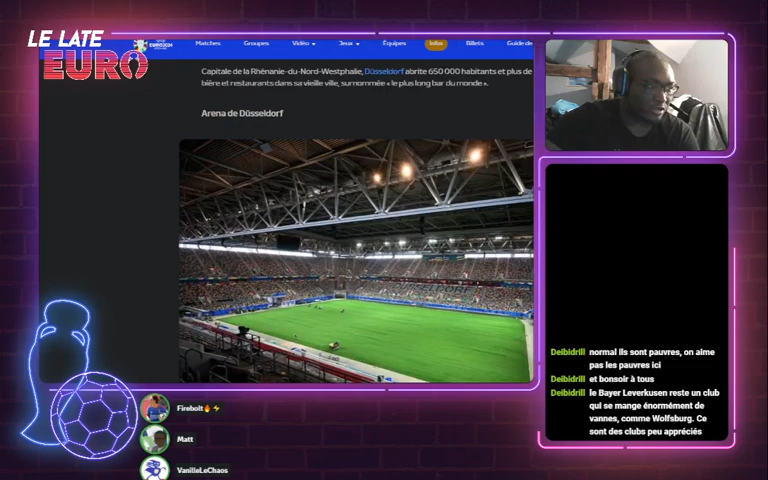 LE LATE
EURO
EURO2024
Matches
Groupes
Vidéo
Jeux
Équipes
Infos
Billets
Guide de
Capitale de la Rhénanie-du-Nord-Westphalie, Düsseldorf abrite 650 000 habitants et plus de
bière et restaurants dans sa vieille ville, surnommée « le plus long bar du monde ».
Arena de Düsseldorf
Deibidrill normal ils sont pauvres, on aime
pas les pauvres ici
Deibidrill et bonsoir à tous
Deibidrill le Bayer Leverkusen reste un club
qui se mange énormément de
vannes, comme Wolfsburg. Ce
sont des clubs peu appréciés
Firebolt🔥⚡
Matt
VanilleLeChaos